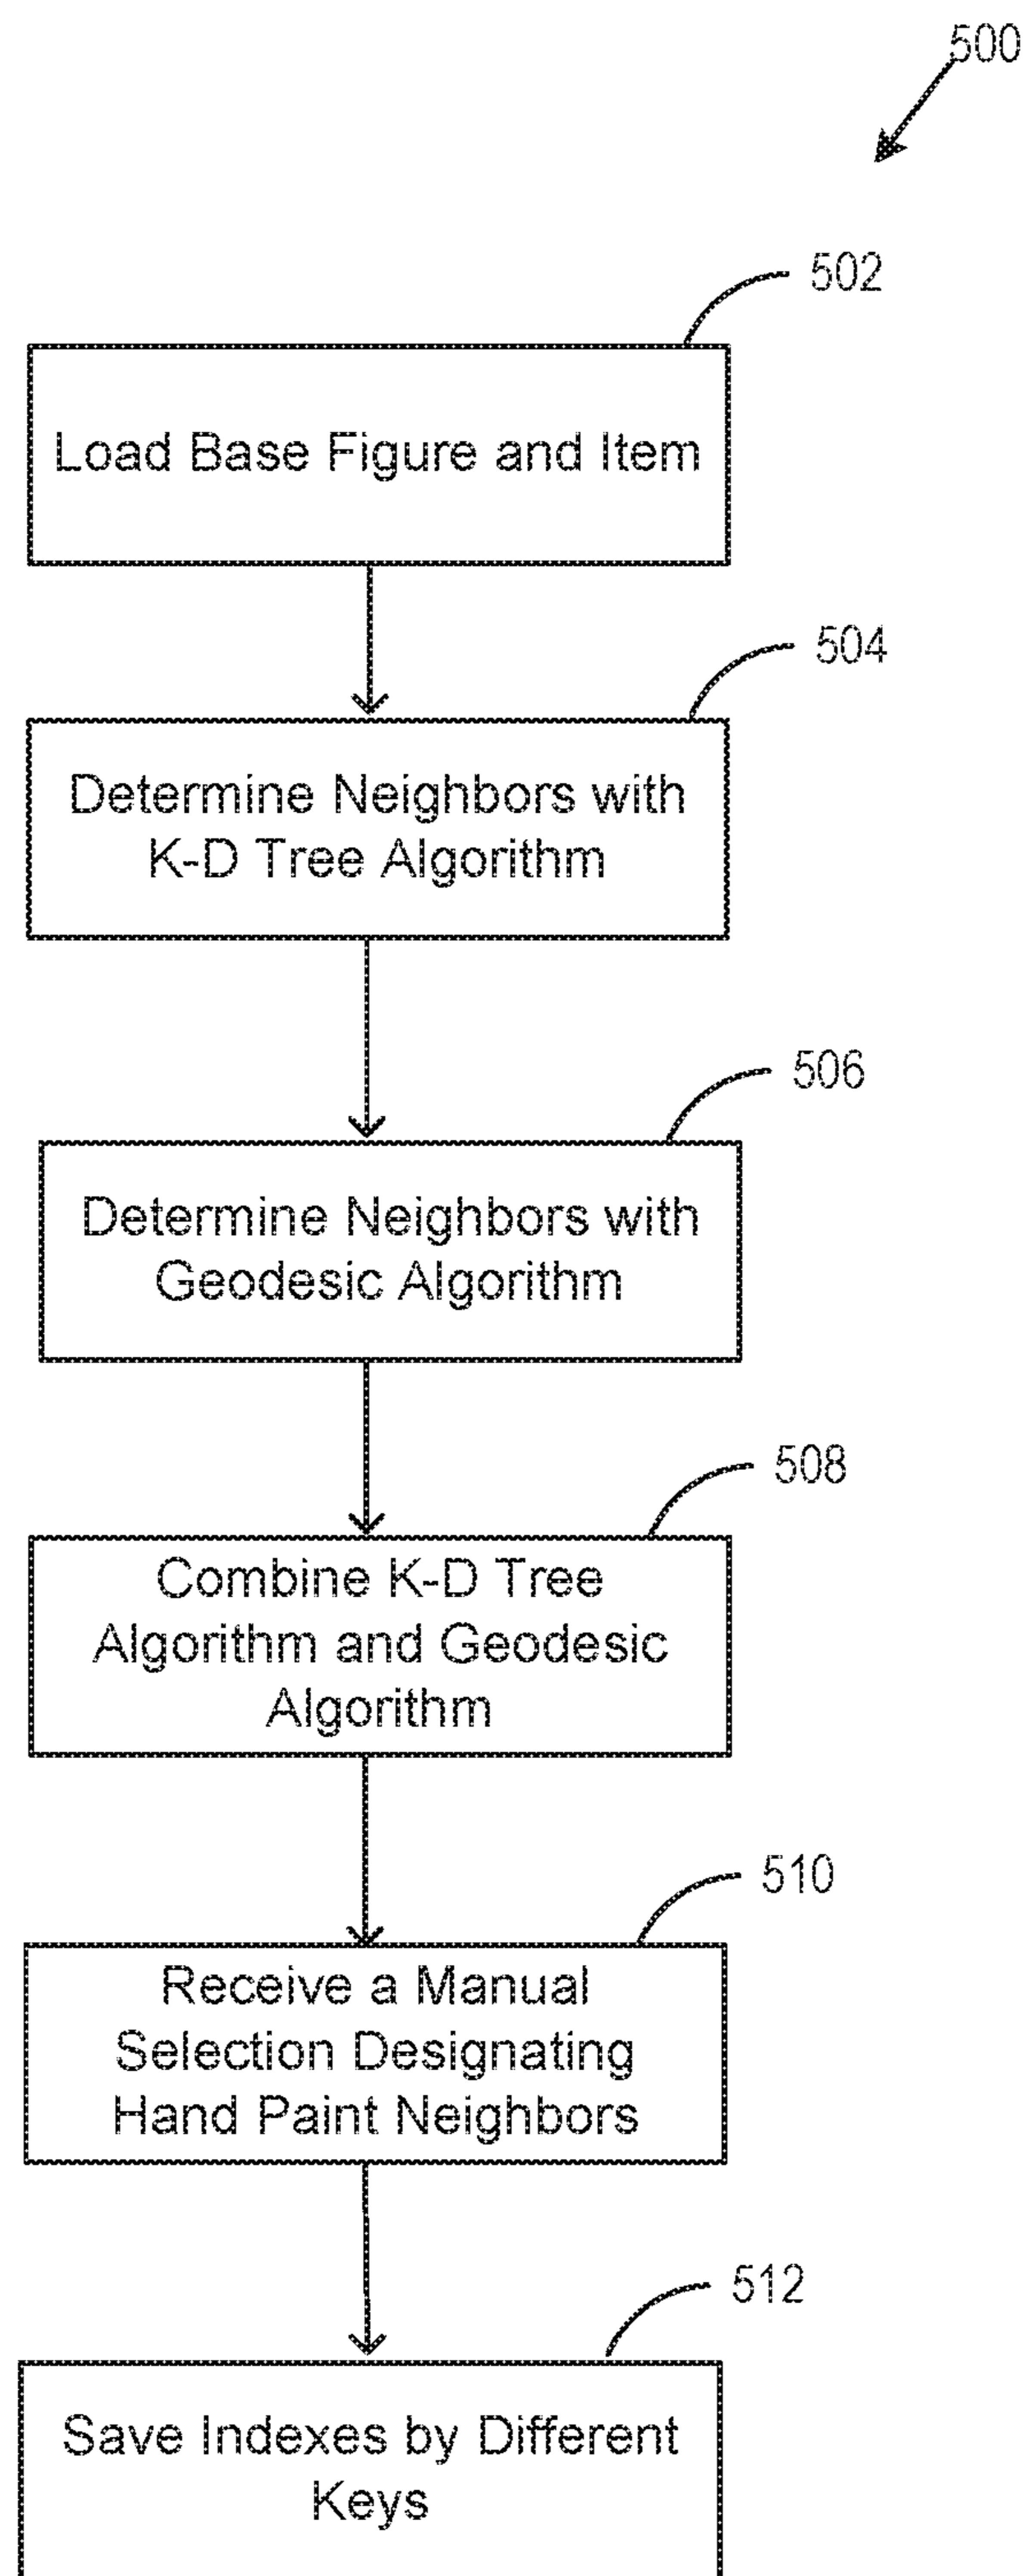 500
502
Load Base Figure and Item
504
Determine Neighbors with
K-D Tree Algorithm
506
Determine Neighbors with
Geodesic Algorithm
508
Combine K-D Tree
Algorithm and Geodesic
Algorithm
510
Receive a Manual
Selection Designating
Hand Paint Neighbors
512
Save Indexes by Different
Keys